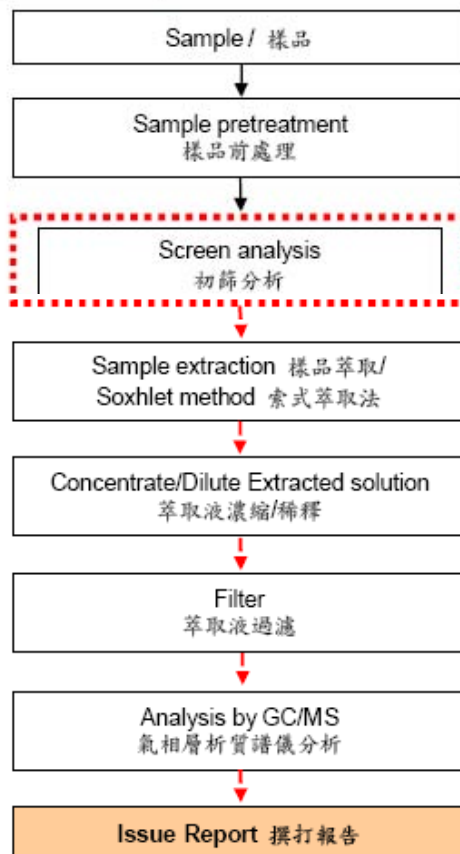 Sample / 樣品
Sample pretreatment
樣品前處理
Screen analysis
初篩分析
Sample extraction 樣品萃取/
Soxhlet method 索式萃取法
Concentrate/Dilute Extracted solution
萃取液濃縮/稀釋
Filter
萃取液過濾
Analysis by GC/MS
氣相層析質譜儀分析
Issue Report 撰打報告